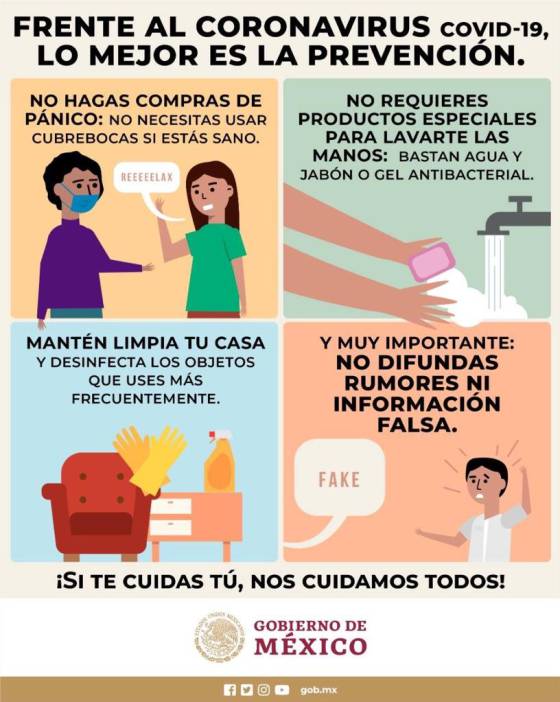 FRENTE AL CORONAVIRUS COVID-19,
LO MEJOR ES LA PREVENCIÓN.
NO HAGAS COMPRAS DE
PÁNICO: NO NECESITAS USAR
CUBREBOCAS SI ESTÁS SANO.
REEEEELAX
NO REQUIERES
PRODUCTOS ESPECIALES
PARA LAVARTE LAS
MANOS: BASTAN AGUA Y
JABÓN O GEL ANTIBACTERIAL.
MANTÉN LIMPIA TU CASA
Y DESINFECTA LOS OBJETOS
QUE USES MÁS
FRECUENTEMENTE.
Y MUY IMPORTANTE:
NO DIFUNDAS
RUMORES NI
INFORMACIÓN
FALSA.
FAKE
¡SI TE CUIDAS TÚ, NOS CUIDAMOS TODOS!
GOBIERNO DE
MÉXICO
gob.mx